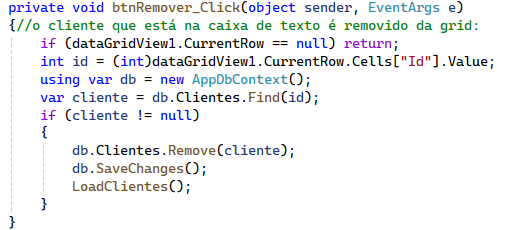 private void btnRemover_Click(object sender, EventArgs e)
{//o cliente que está na caixa de texto é removido da grid:
    if (dataGridView1.CurrentRow == null) return;
    int id = (int)dataGridView1.CurrentRow.Cells["Id"].Value;
    using var db = new AppDbContext();
    var cliente = db.Clientes.Find(id);
    if (cliente != null)
    {
        db.Clientes.Remove(cliente);
        db.SaveChanges();
        LoadClientes();
    }
}